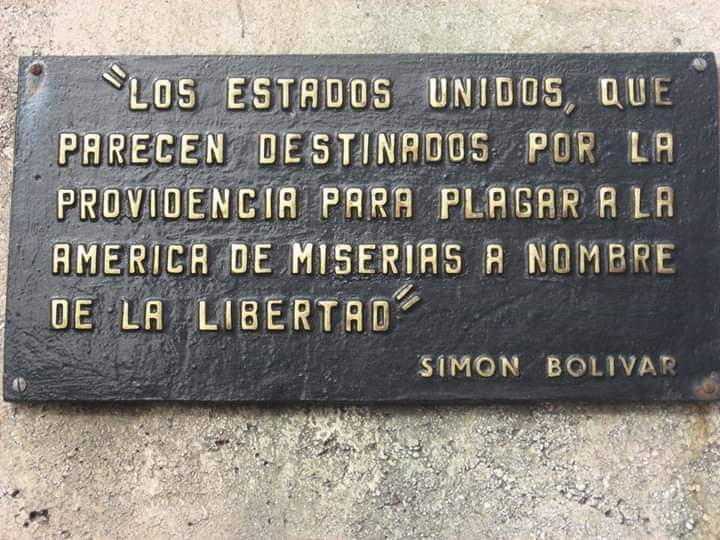 "LOS ESTADOS UNIDOS, QUE
PARECEN DESTINADOS POR LA
PROVIDENCIA PARA PLAGAR A LA
AMERICA DE MISERIAS A NOMBRE
DE LA LIBERTAD"
SIMON BOLIVAR